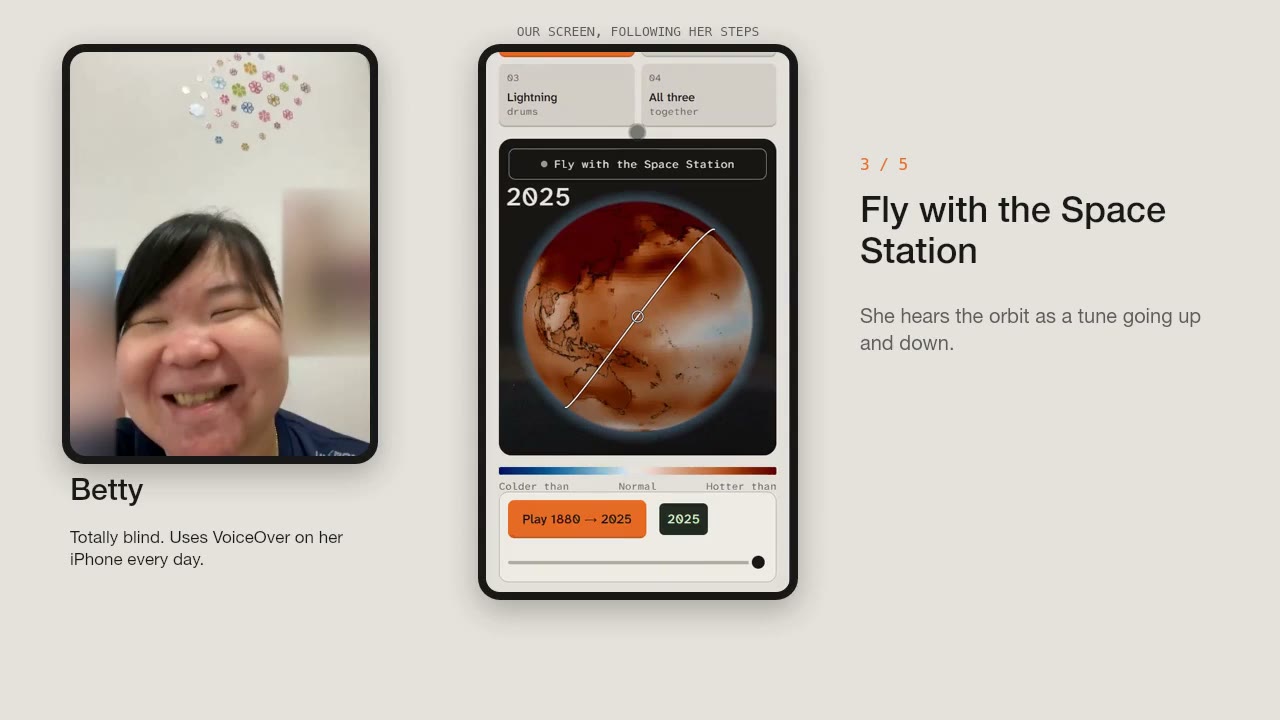 OUR SCREEN, FOLLOWING HER STEPS
03
Lightning
drums
04
All three
together
Fly with the Space Station
2025
Colder than
Normal
Hotter than
Play 1880 → 2025
2025
Betty
Totally blind. Uses VoiceOver on her
iPhone every day.
3 / 5
Fly with the Space
Station
She hears the orbit as a tune going up
and down.